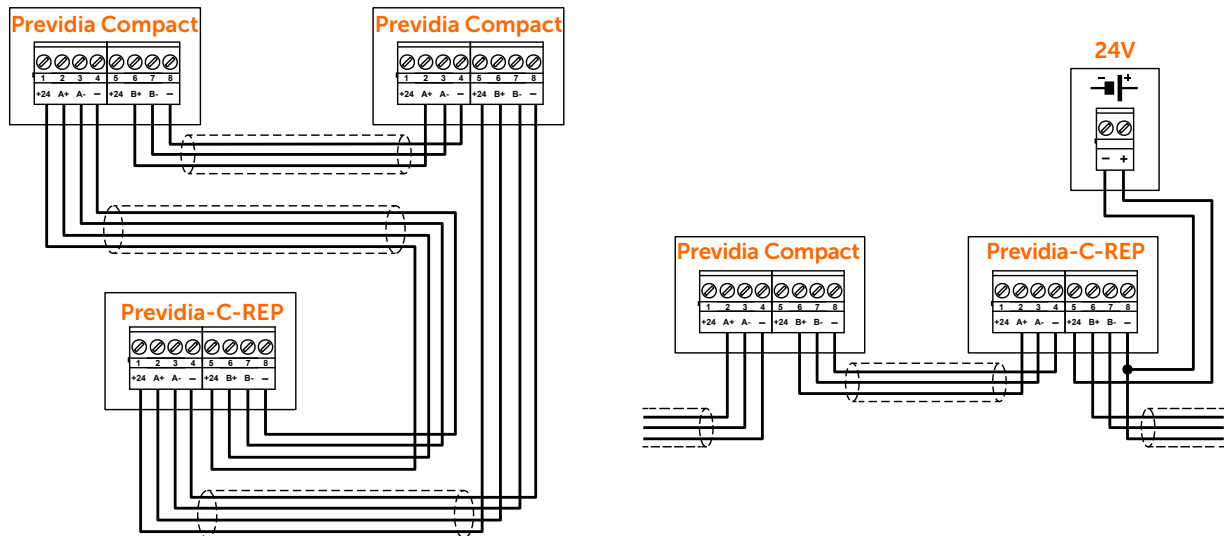 Previdia Compact
1 2 3 4 5 6 7 8
+24 A+ A- – +24 B+ B- –
Previdia Compact
1 2 3 4 5 6 7 8
+24 A+ A- – +24 B+ B- –
Previdia-C-REP
1 2 3 4 5 6 7 8
+24 A+ A- – +24 B+ B- –
24V
- +
– +
Previdia Compact
1 2 3 4 5 6 7 8
+24 A+ A- – +24 B+ B- –
Previdia-C-REP
1 2 3 4 5 6 7 8
+24 A+ A- – +24 B+ B- –